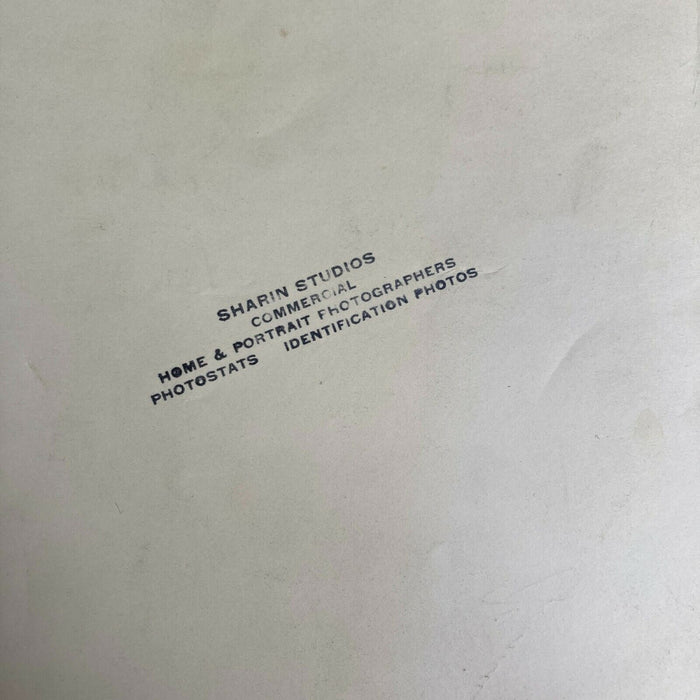 SHARIN STUDIOS
COMMERCIAL
HOME & PORTRAIT PHOTOGRAPHERS
PHOTOSTATS IDENTIFICATION PHOTOS